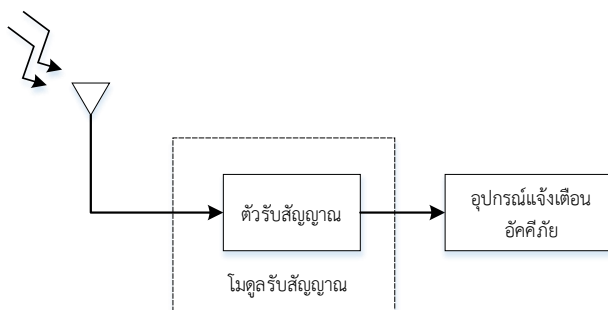 ตัวรับสัญญาณ
อุปกรณ์แจ้งเตือน
อัคคีภัย
โมดูลรับสัญญาณ